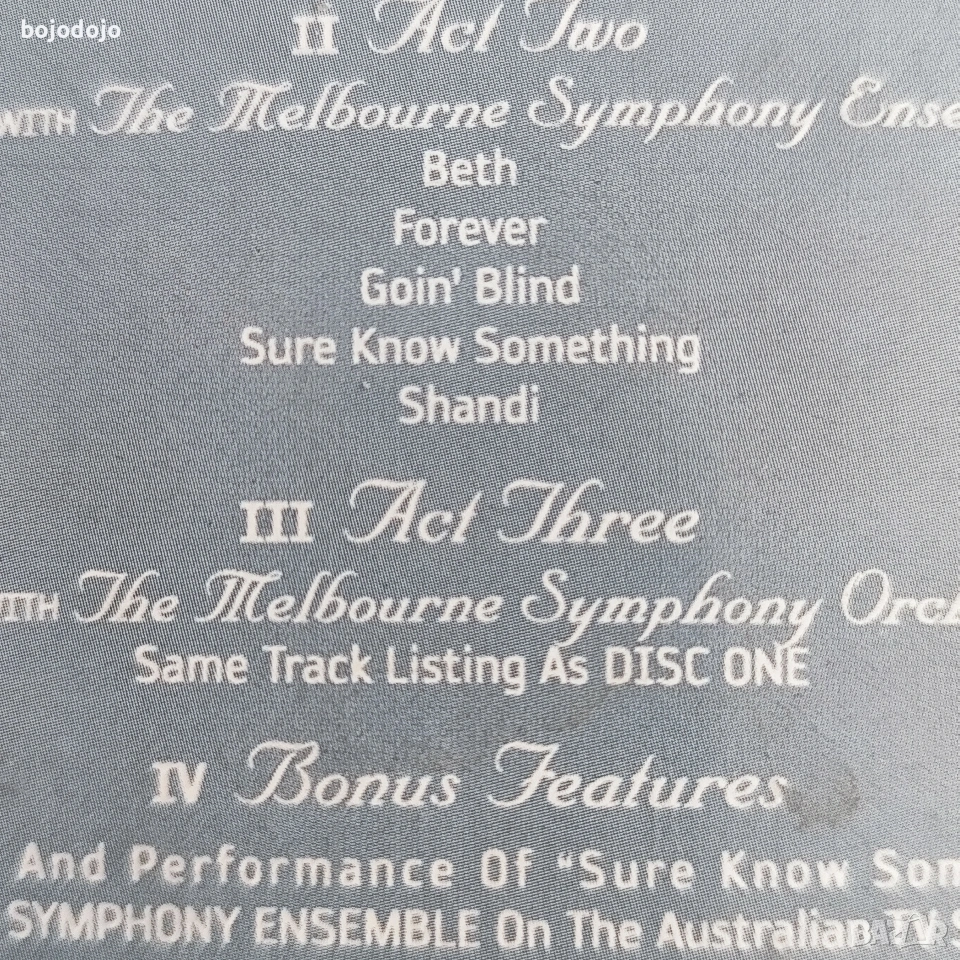 bojodojo
II Act Two
WITH The Melbourne Symphony Ense
Beth
Forever
Goin' Blind
Sure Know Something
Shandi
III Act Three
WITH The Melbourne Symphony Orch
Same Track Listing As DISC ONE
IV Bonus Features
And Performance Of “Sure Know Som
SYMPHONY ENSEMBLE On The Australian TV S